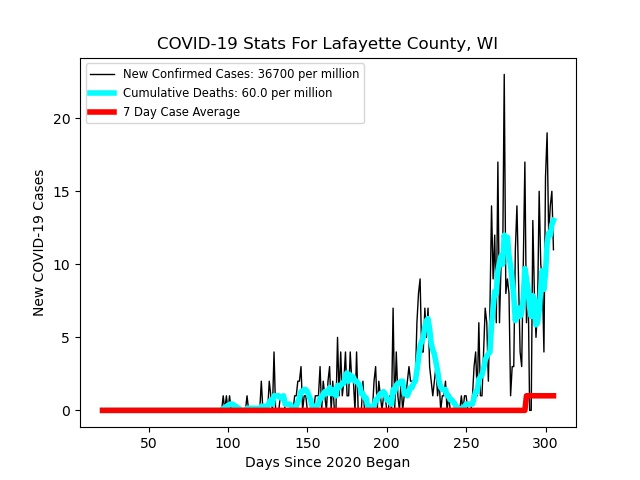 COVID-19 Stats For Lafayette County, WI
New Confirmed Cases: 36700 per million
Cumulative Deaths: 60.0 per million
7 Day Case Average
New COVID-19 Cases
20
15
10
5
0
50 100 150 200 250 300
Days Since 2020 Began